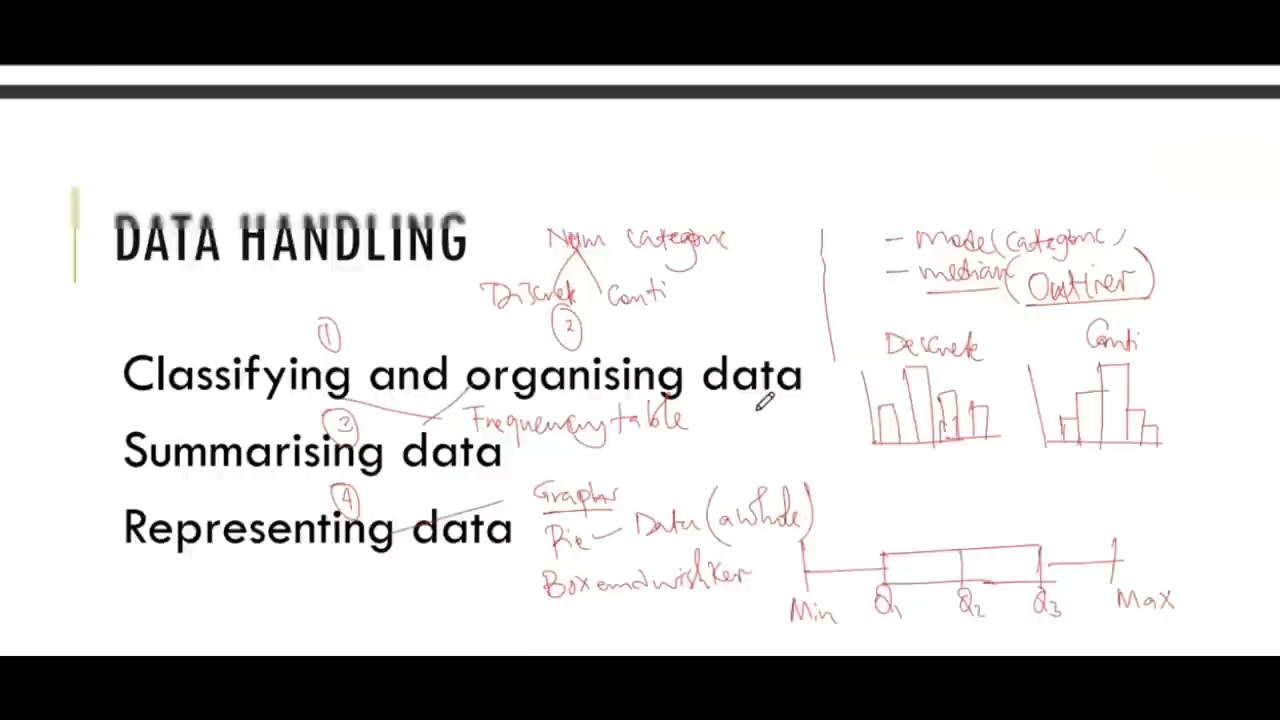 DATA HANDLING
Num Categoric
Discrete Conti
- mode (Categoric)
- median (Outlier)
1
2
Classifying and organising data
Discrete
Conti
3
Frequency table
Summarising data
4
Representing data
Graphs
Pie - Data (a whole)
Box and wisker
Min Q1 Q2 Q3 Max